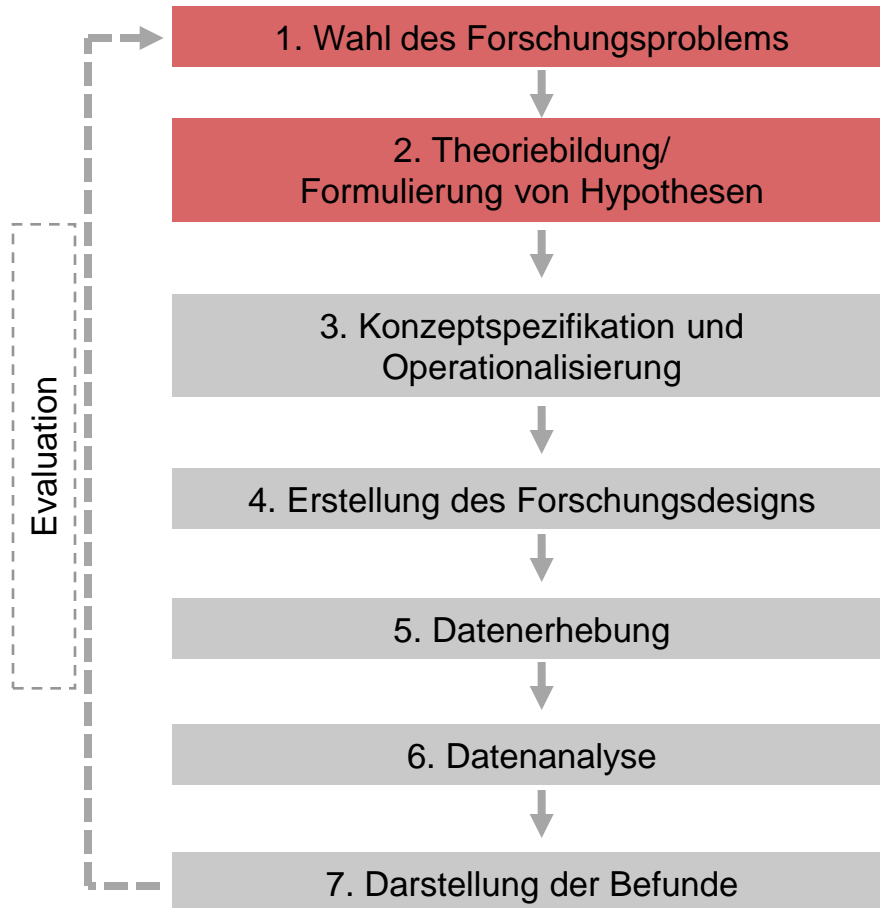 1. Wahl des Forschungsproblems
2. Theoriebildung/
Formulierung von Hypothesen
3. Konzeptspezifikation und
Operationalisierung
4. Erstellung des Forschungsdesigns
5. Datenerhebung
6. Datenanalyse
7. Darstellung der Befunde
Evaluation